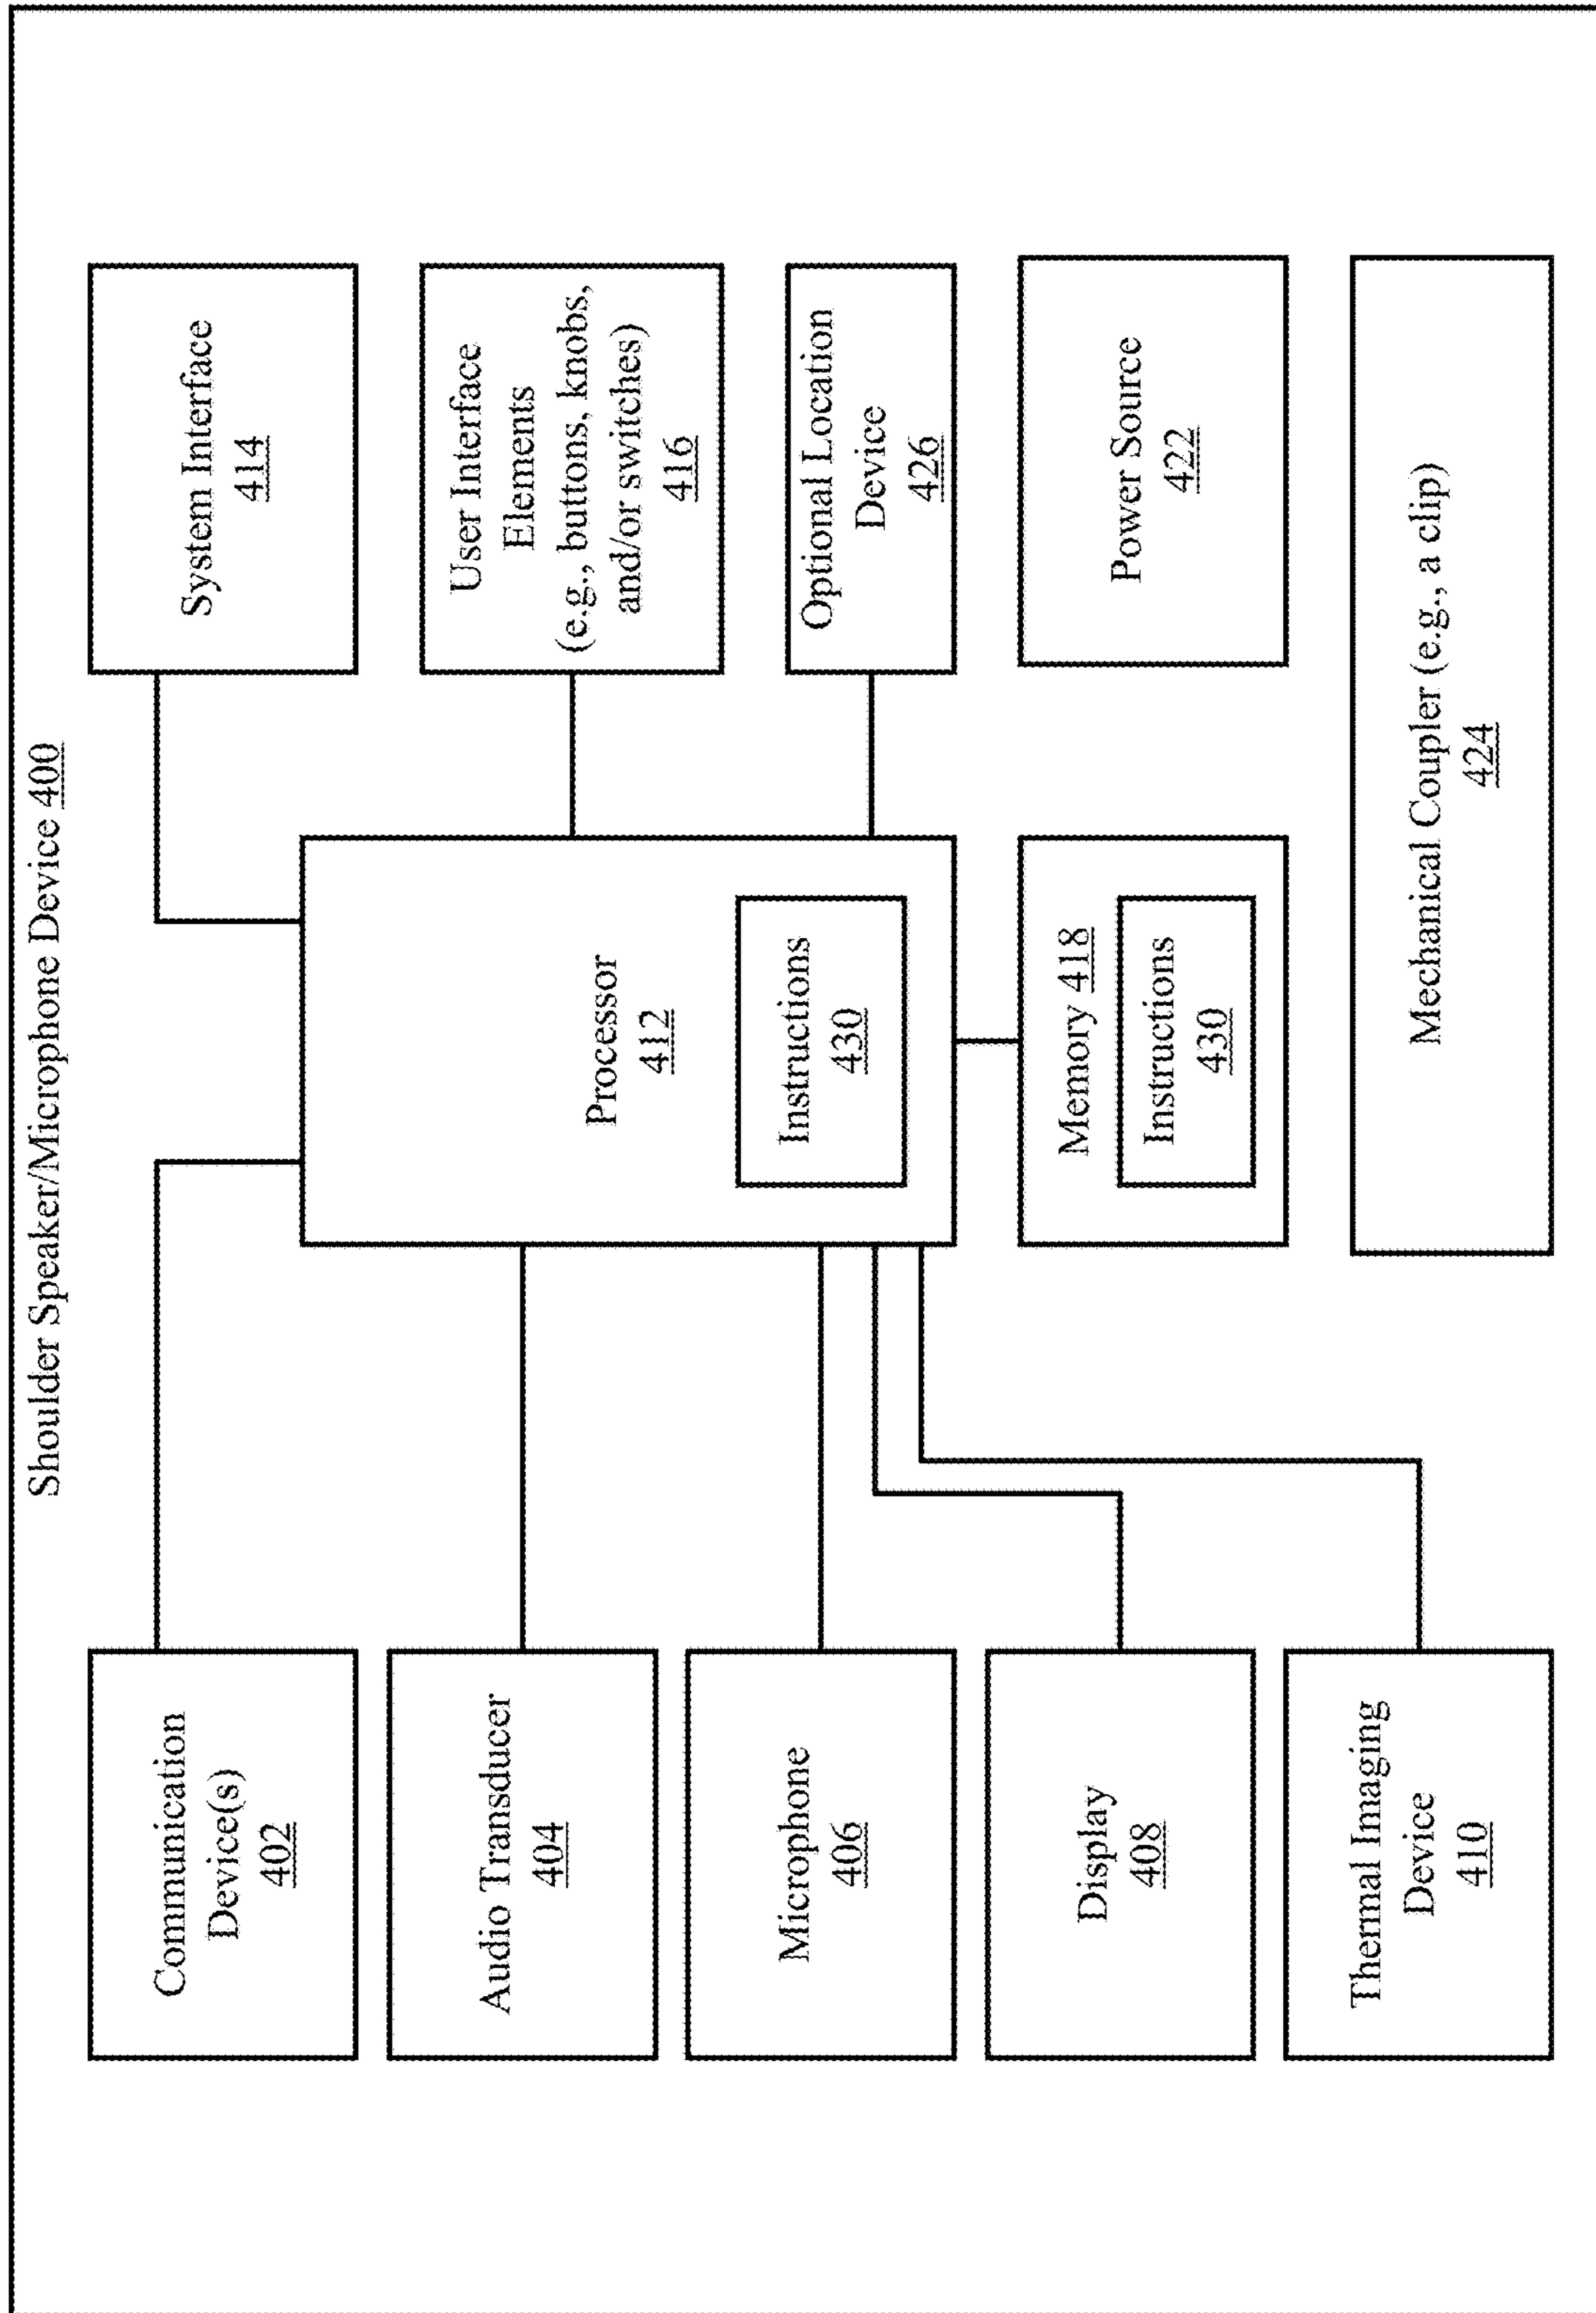 Shoulder Speaker/Microphone Device 400
Communication
Device(s)
402
Audio Transducer
404
Microphone
406
Display
408
Thermal Imaging
Device
410
Processor
412
Instructions
430
Memory 418
Instructions
430
System Interface
414
User Interface
Elements
(e.g., buttons, knobs,
and/or switches)
416
Optional Location
Device
426
Power Source
422
Mechanical Coupler (e.g., a clip)
424